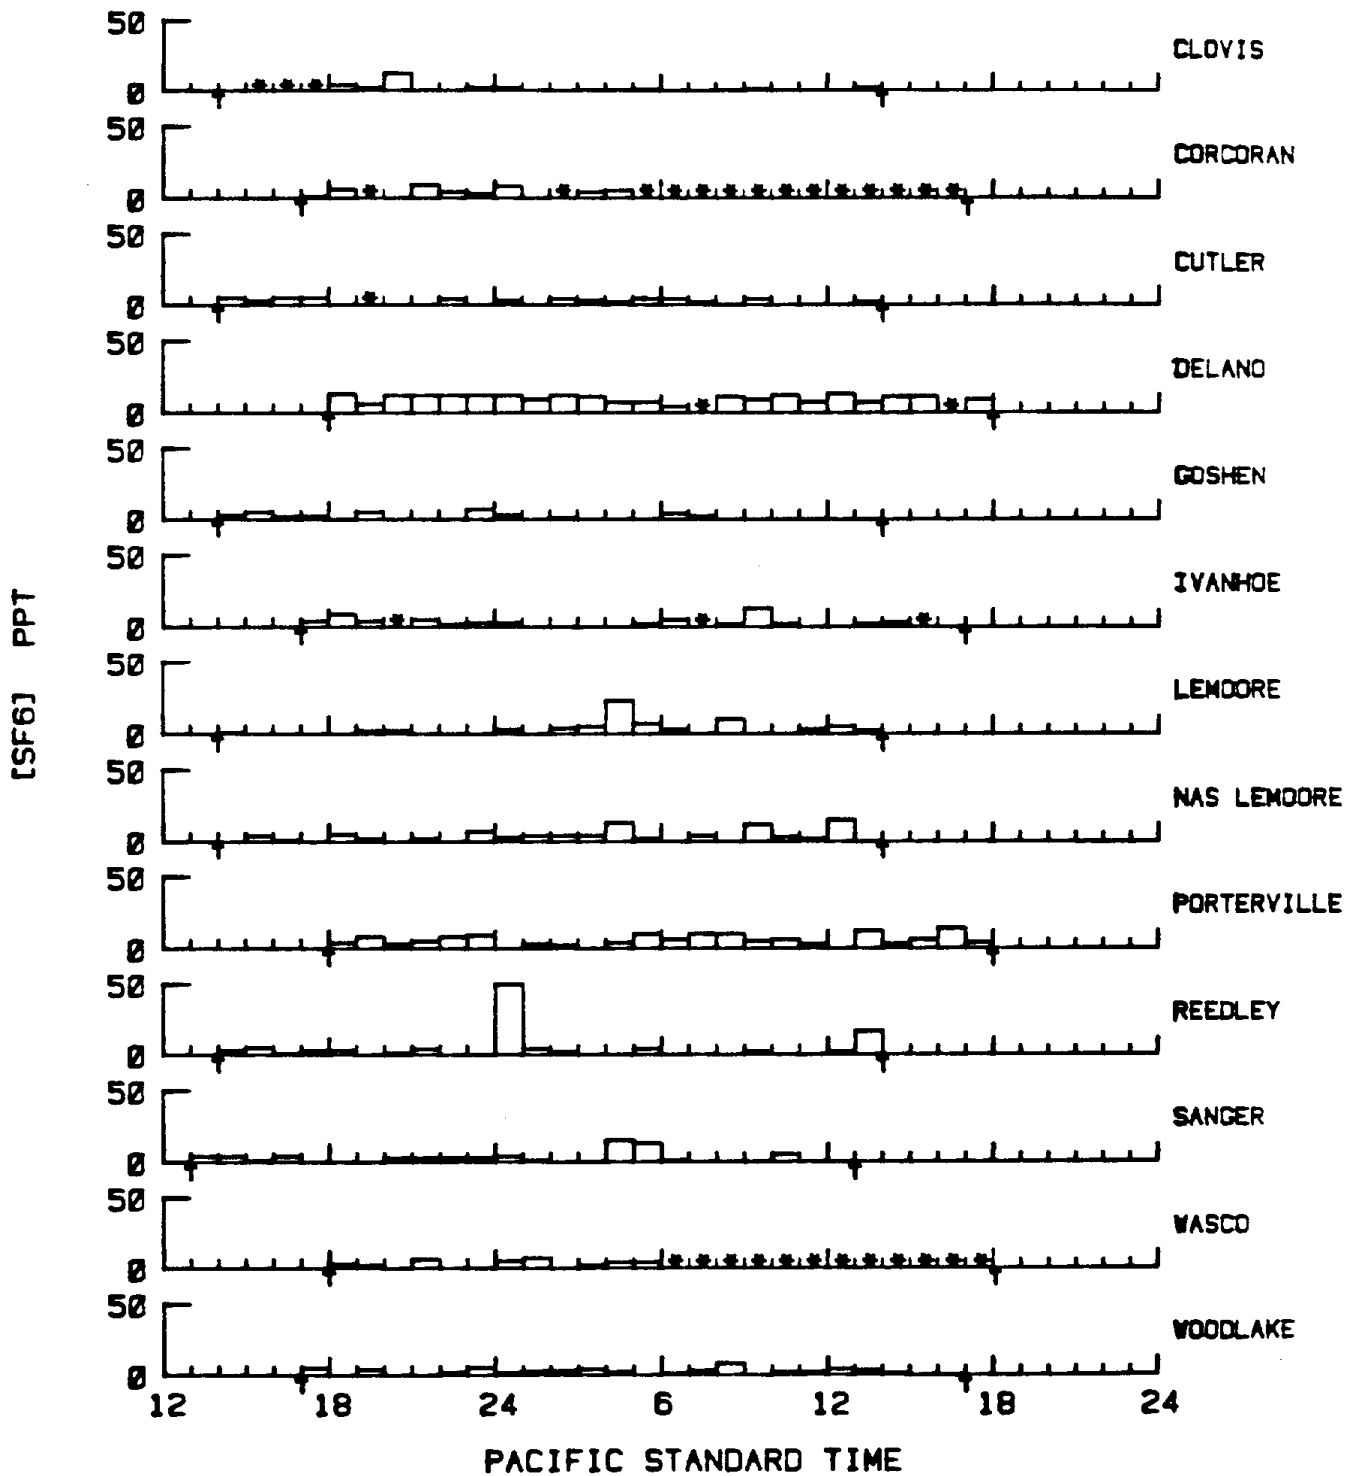 50
0
CLOVIS
50
0
CORCORAN
50
0
CUTLER
50
0
DELANO
50
0
GOSHEN
50
0
IVANHOE
50
0
LEMOORE
50
0
NAS LEMOORE
50
0
PORTERVILLE
50
0
REEDLEY
50
0
SANGER
50
0
WASCO
50
0
WOODLAKE
[SF6] PPT
12 18 24 6 12 18 24
PACIFIC STANDARD TIME